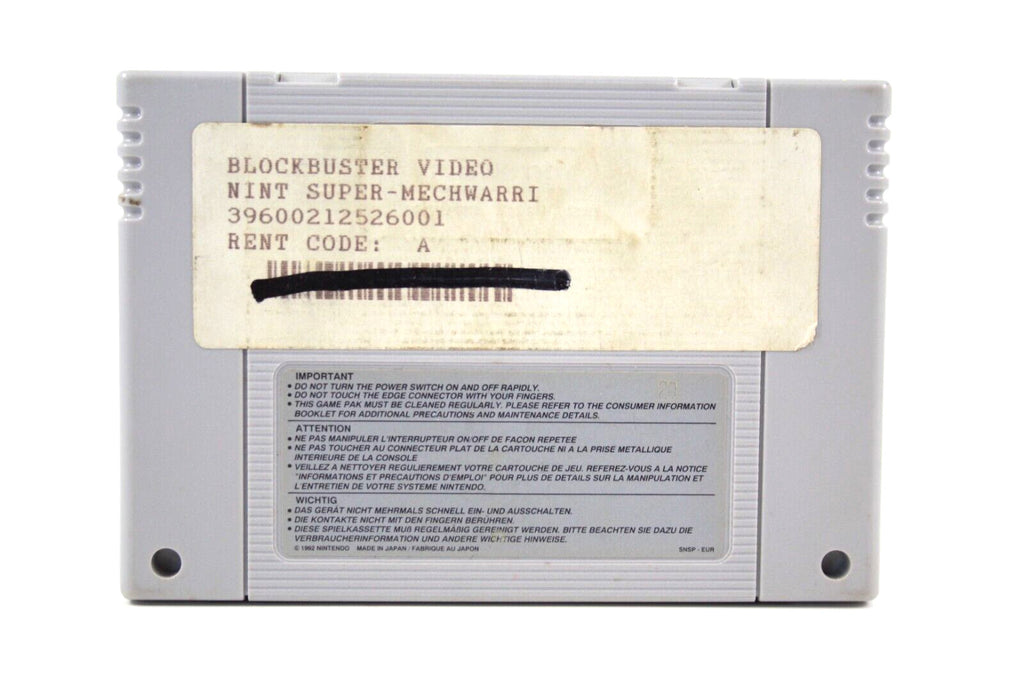 BLOCKBUSTER VIDEO
NINT SUPER-MECHWARRI
39600212526001
RENT CODE: A
IMPORTANT
• DO NOT TURN THE POWER SWITCH ON AND OFF RAPIDLY.
• DO NOT TOUCH THE EDGE CONNECTOR WITH YOUR FINGERS.
• THIS GAME PAK MUST BE CLEANED REGULARLY. PLEASE REFER TO THE CONSUMER INFORMATION
BOOKLET FOR ADDITIONAL PRECAUTIONS AND MAINTENANCE DETAILS.
ATTENTION
• NE PAS MANIPULER L'INTERRUPTEUR ON/OFF DE FACON REPETEE
• NE PAS TOUCHER AU CONNECTEUR PLAT DE LA CARTOUCHE NI A LA PRISE METALLIQUE
INTERIEURE DE LA CONSOLE
• VEILLEZ A NETTOYER REGULIEREMENT VOTRE CARTOUCHE DE JEU. REFEREZ-VOUS A LA NOTICE
"INFORMATIONS ET PRECAUTIONS D'EMPLOI" POUR PLUS DE DETAILS SUR LA MANIPULATION ET
L'ENTRETIEN DE VOTRE SYSTEME NINTENDO.
WICHTIG
• DAS GERÄT NICHT MEHRMALS SCHNELL EIN- UND AUSSCHALTEN.
• DIE KONTAKTE NICHT MIT DEN FINGERN BERÜHREN.
• DIESE SPIELKASSETTE MUß REGELMÄßIG GEREINIGT WERDEN. BITTE BEACHTEN SIE DAZU DIE
VERBRAUCHERINFORMATION UND ANDERE WICHTIGE HINWEISE.
© 1992 NINTENDO MADE IN JAPAN / FABRIQUE AU JAPON SNSP - EUR